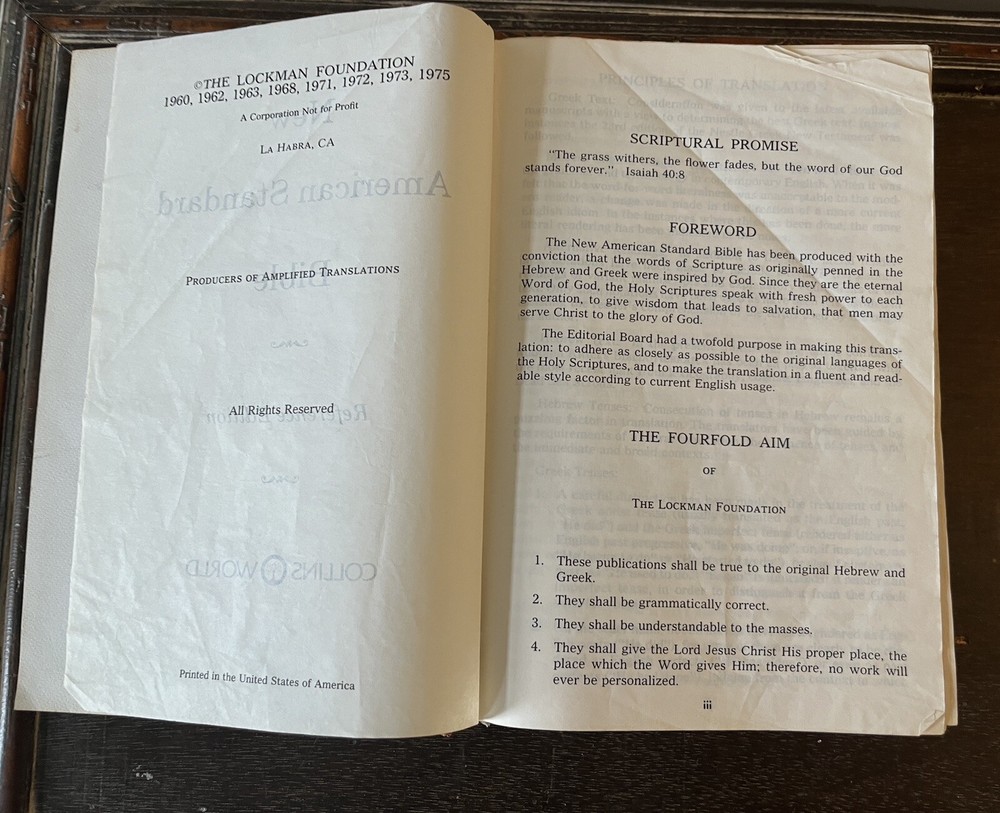 ©THE LOCKMAN FOUNDATION
1960, 1962, 1963, 1968, 1971, 1972, 1973, 1975
A Corporation Not for Profit
LA HABRA, CA
New
American Standard
PRODUCERS OF AMPLIFIED TRANSLATIONS
Bible
All Rights Reserved
Reference Edition
COLLINS WORLD
Printed in the United States of America
PRINCIPLES OF TRANSLATION
SCRIPTURAL PROMISE
"The grass withers, the flower fades, but the word of our God
stands forever." Isaiah 40:8
FOREWORD
The New American Standard Bible has been produced with the
conviction that the words of Scripture as originally penned in the
Hebrew and Greek were inspired by God. Since they are the eternal
Word of God, the Holy Scriptures speak with fresh power to each
generation, to give wisdom that leads to salvation, that men may
serve Christ to the glory of God.
The Editorial Board had a twofold purpose in making this trans-
lation: to adhere as closely as possible to the original languages of
the Holy Scriptures, and to make the translation in a fluent and read-
able style according to current English usage.
THE FOURFOLD AIM
OF
THE LOCKMAN FOUNDATION
1. These publications shall be true to the original Hebrew and
Greek.
2. They shall be grammatically correct.
3. They shall be understandable to the masses.
4. They shall give the Lord Jesus Christ His proper place, the
place which the Word gives Him; therefore, no work will
ever be personalized.
iii